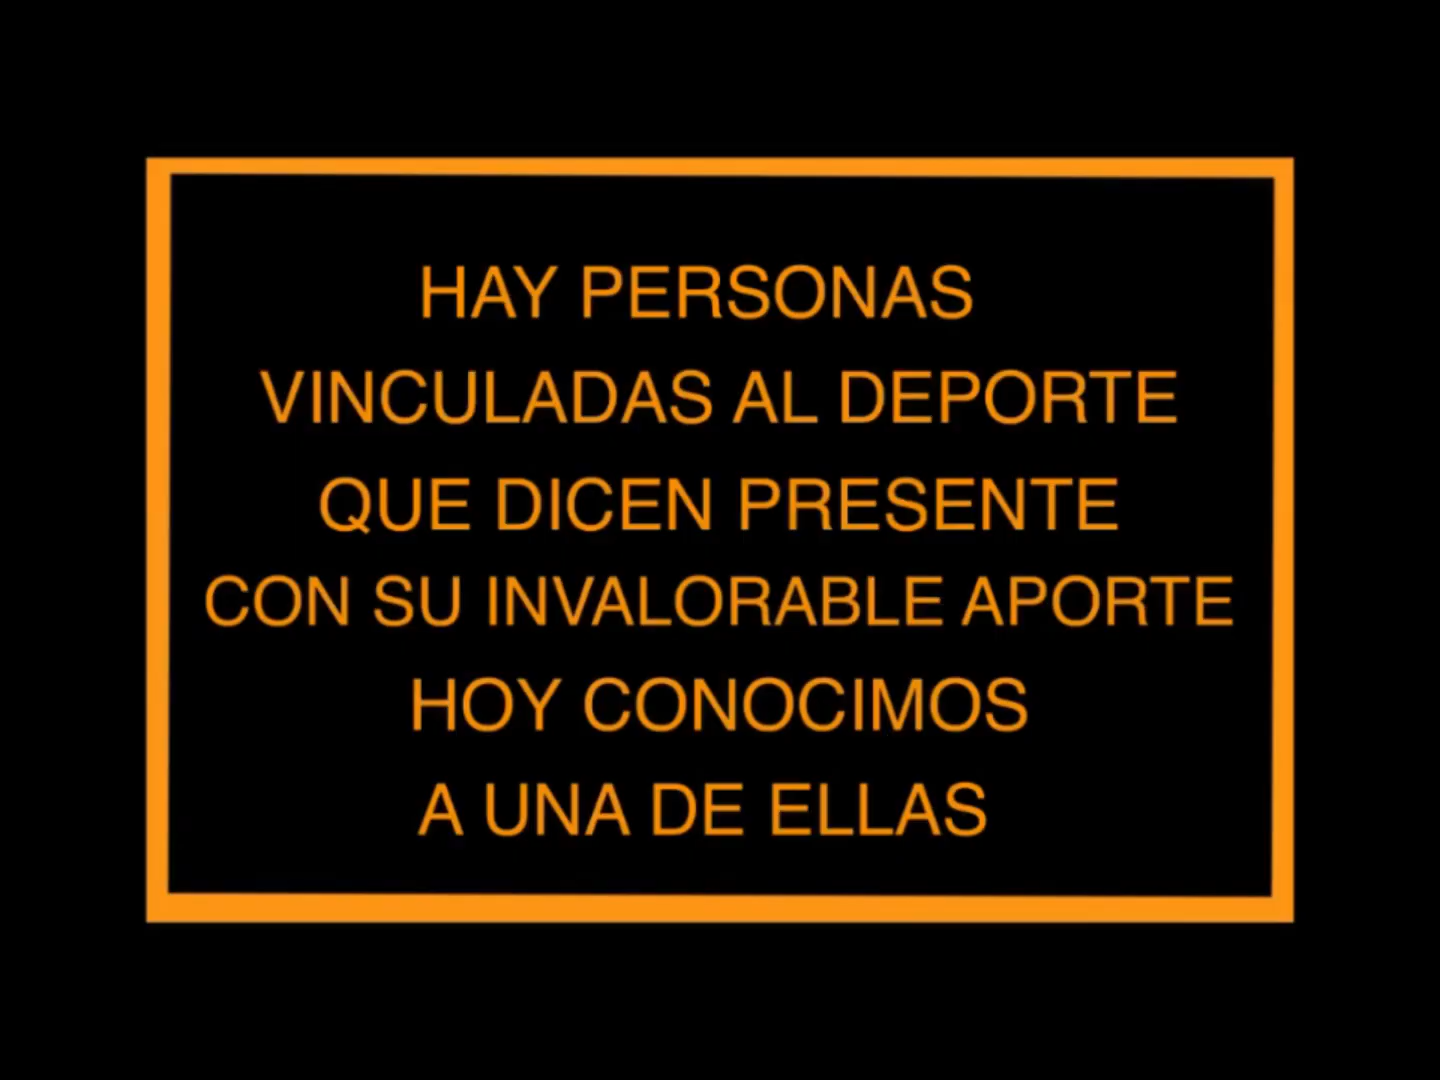 HAY PERSONAS
VINCULADAS AL DEPORTE
QUE DICEN PRESENTE
CON SU INVALORABLE APORTE
HOY CONOCIMOS
A UNA DE ELLAS